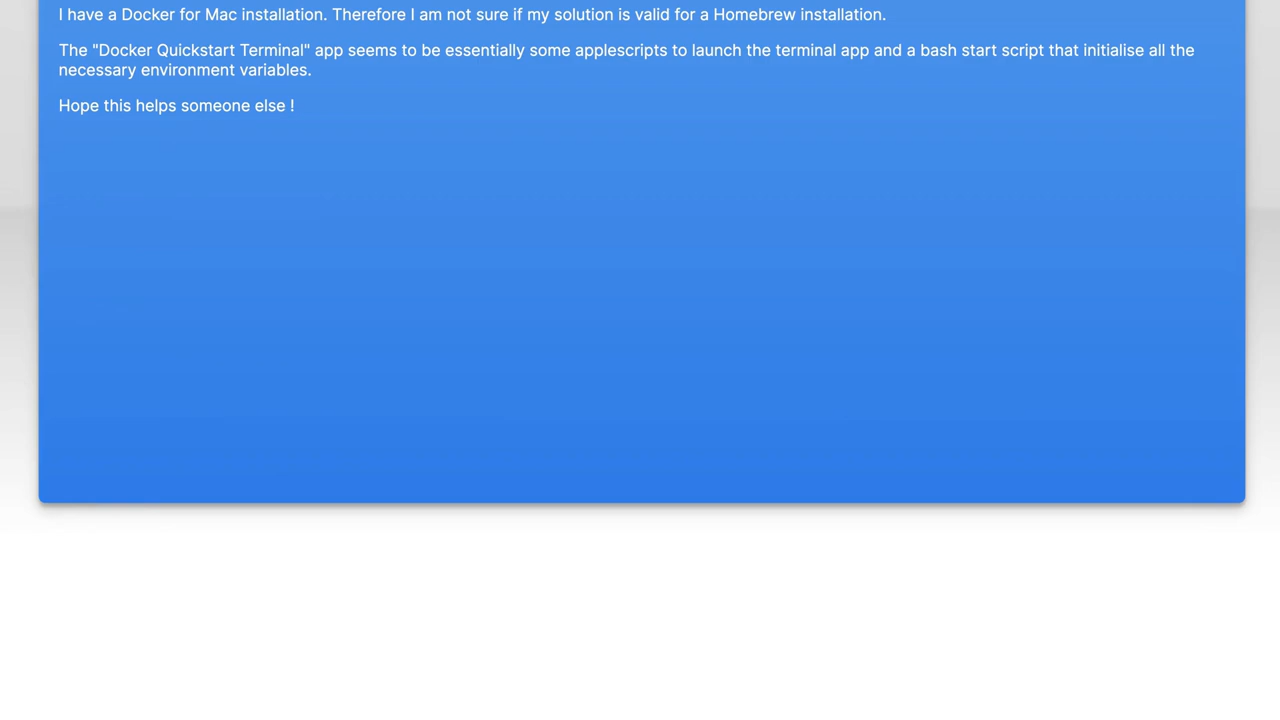 I have a Docker for Mac installation. Therefore I am not sure if my solution is valid for a Homebrew installation.
The "Docker Quickstart Terminal" app seems to be essentially some applescripts to launch the terminal app and a bash start script that initialise all the
necessary environment variables.
Hope this helps someone else !